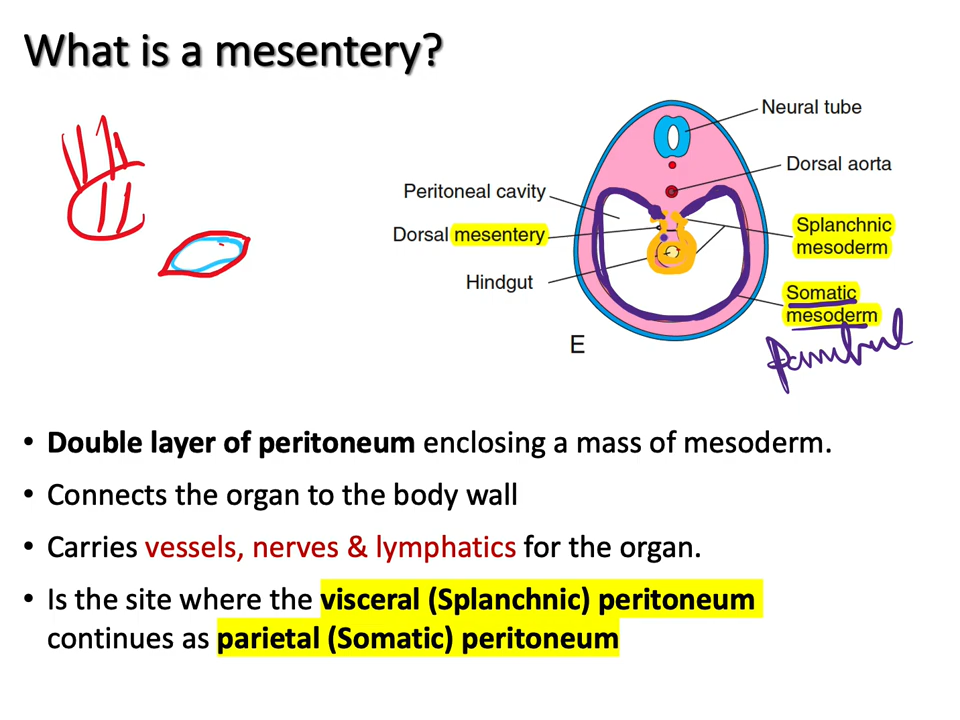 What is a mesentery?
Neural tube
Dorsal aorta
Peritoneal cavity
Splanchnic
mesoderm
Dorsal mesentery
Hindgut
Somatic
mesoderm
E
• Double layer of peritoneum enclosing a mass of mesoderm.
• Connects the organ to the body wall
• Carries vessels, nerves & lymphatics for the organ.
• Is the site where the visceral (Splanchnic) peritoneum
continues as parietal (Somatic) peritoneum